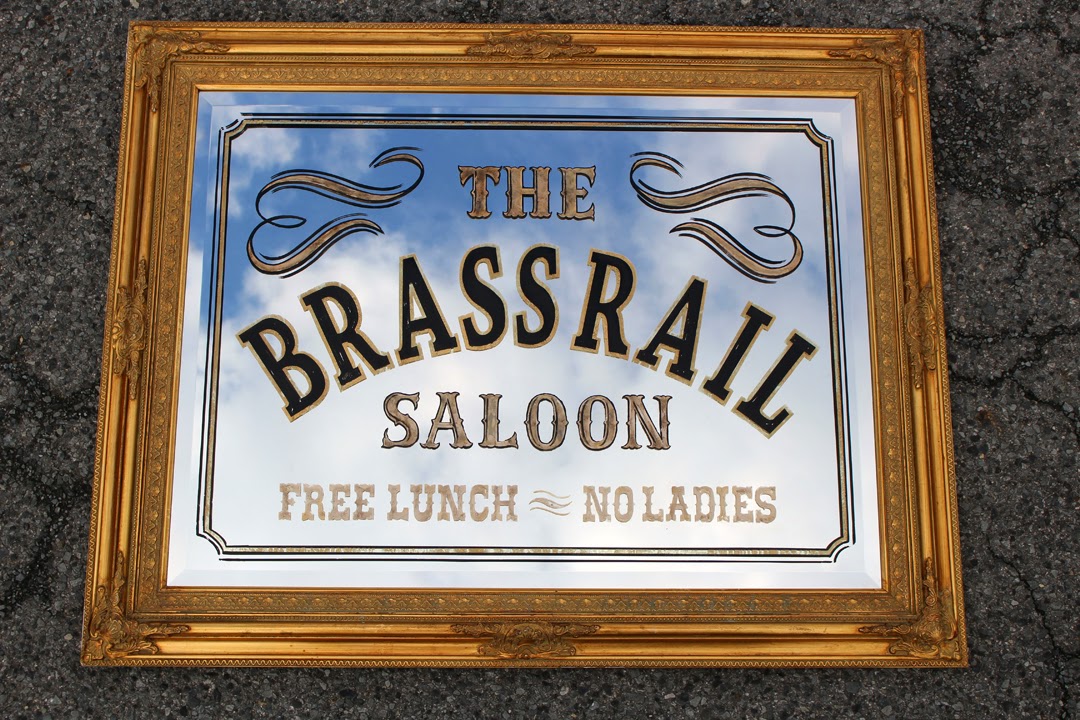 THE
BRASS RAIL
SALOON
FREE LUNCH ≈ NO LADIES